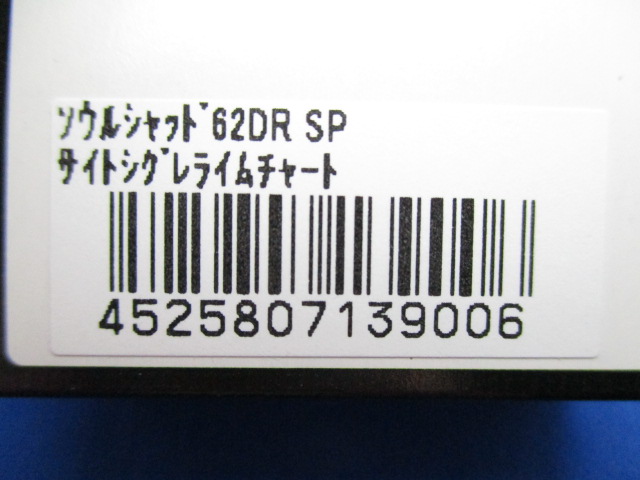 ｿｳﾙｼｬｯﾄﾞ62DR SP
ｻｲﾄｼｸﾞﾚﾗｲﾑﾁｬｰﾄ
4525807139006